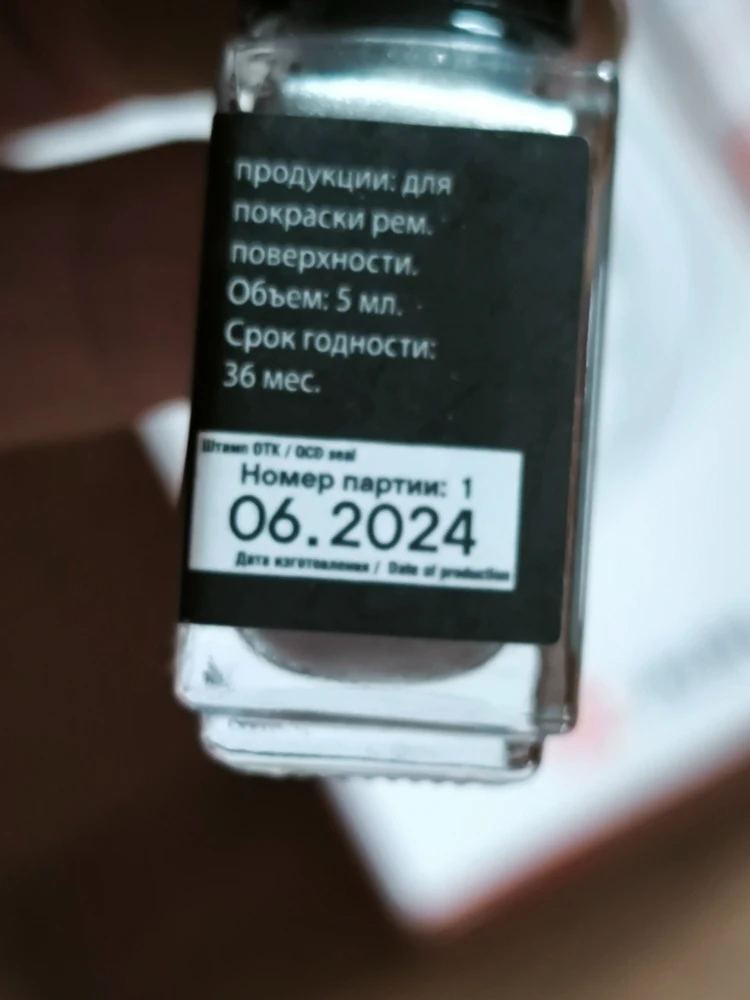 продукции: для
покраски рем.
поверхности.
Объем: 5 мл.
Срок годности:
36 мес.
Штамп ОТК / QCD seal
Номер партии: 1
06.2024
Дата изготовления / Date of production